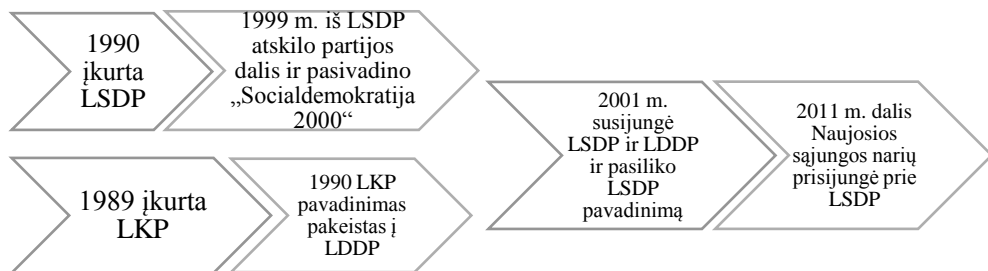 1990
įkurta
LSDP
1999 m. iš LSDP
atskilo partijos
dalis ir pasivadino
„Socialdemokratija
2000“
1989 įkurta
LKP
1990 LKP
pavadinimas
pakeistas į
LDDP
2001 m.
susijungė
LSDP ir LDDP
ir pasiliko
LSDP
pavadinimą
2011 m. dalis
Naujosios
sąjungos narių
prisijungė prie
LSDP